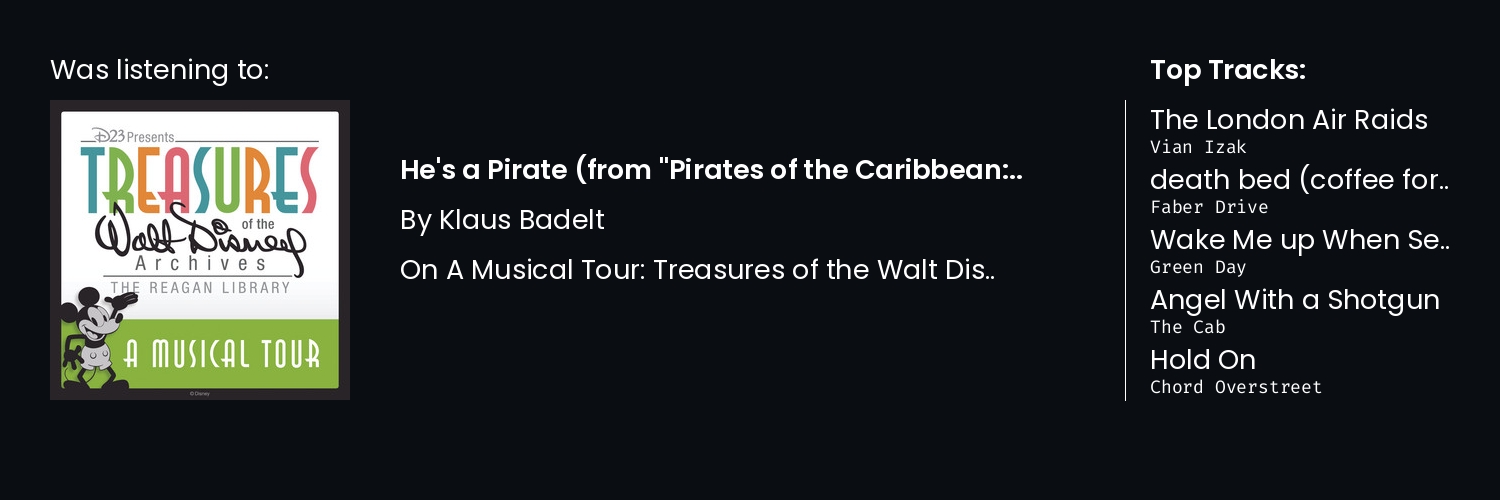 Was listening to:
D23 Presents
TREASURES
of the
Walt Disney
Archives
THE REAGAN LIBRARY
A MUSICAL TOUR
© Disney
He's a Pirate (from "Pirates of the Caribbean:..
By Klaus Badelt
On A Musical Tour: Treasures of the Walt Dis..
Top Tracks:
The London Air Raids
Vian Izak
death bed (coffee for..
Faber Drive
Wake Me up When Se..
Green Day
Angel With a Shotgun
The Cab
Hold On
Chord Overstreet